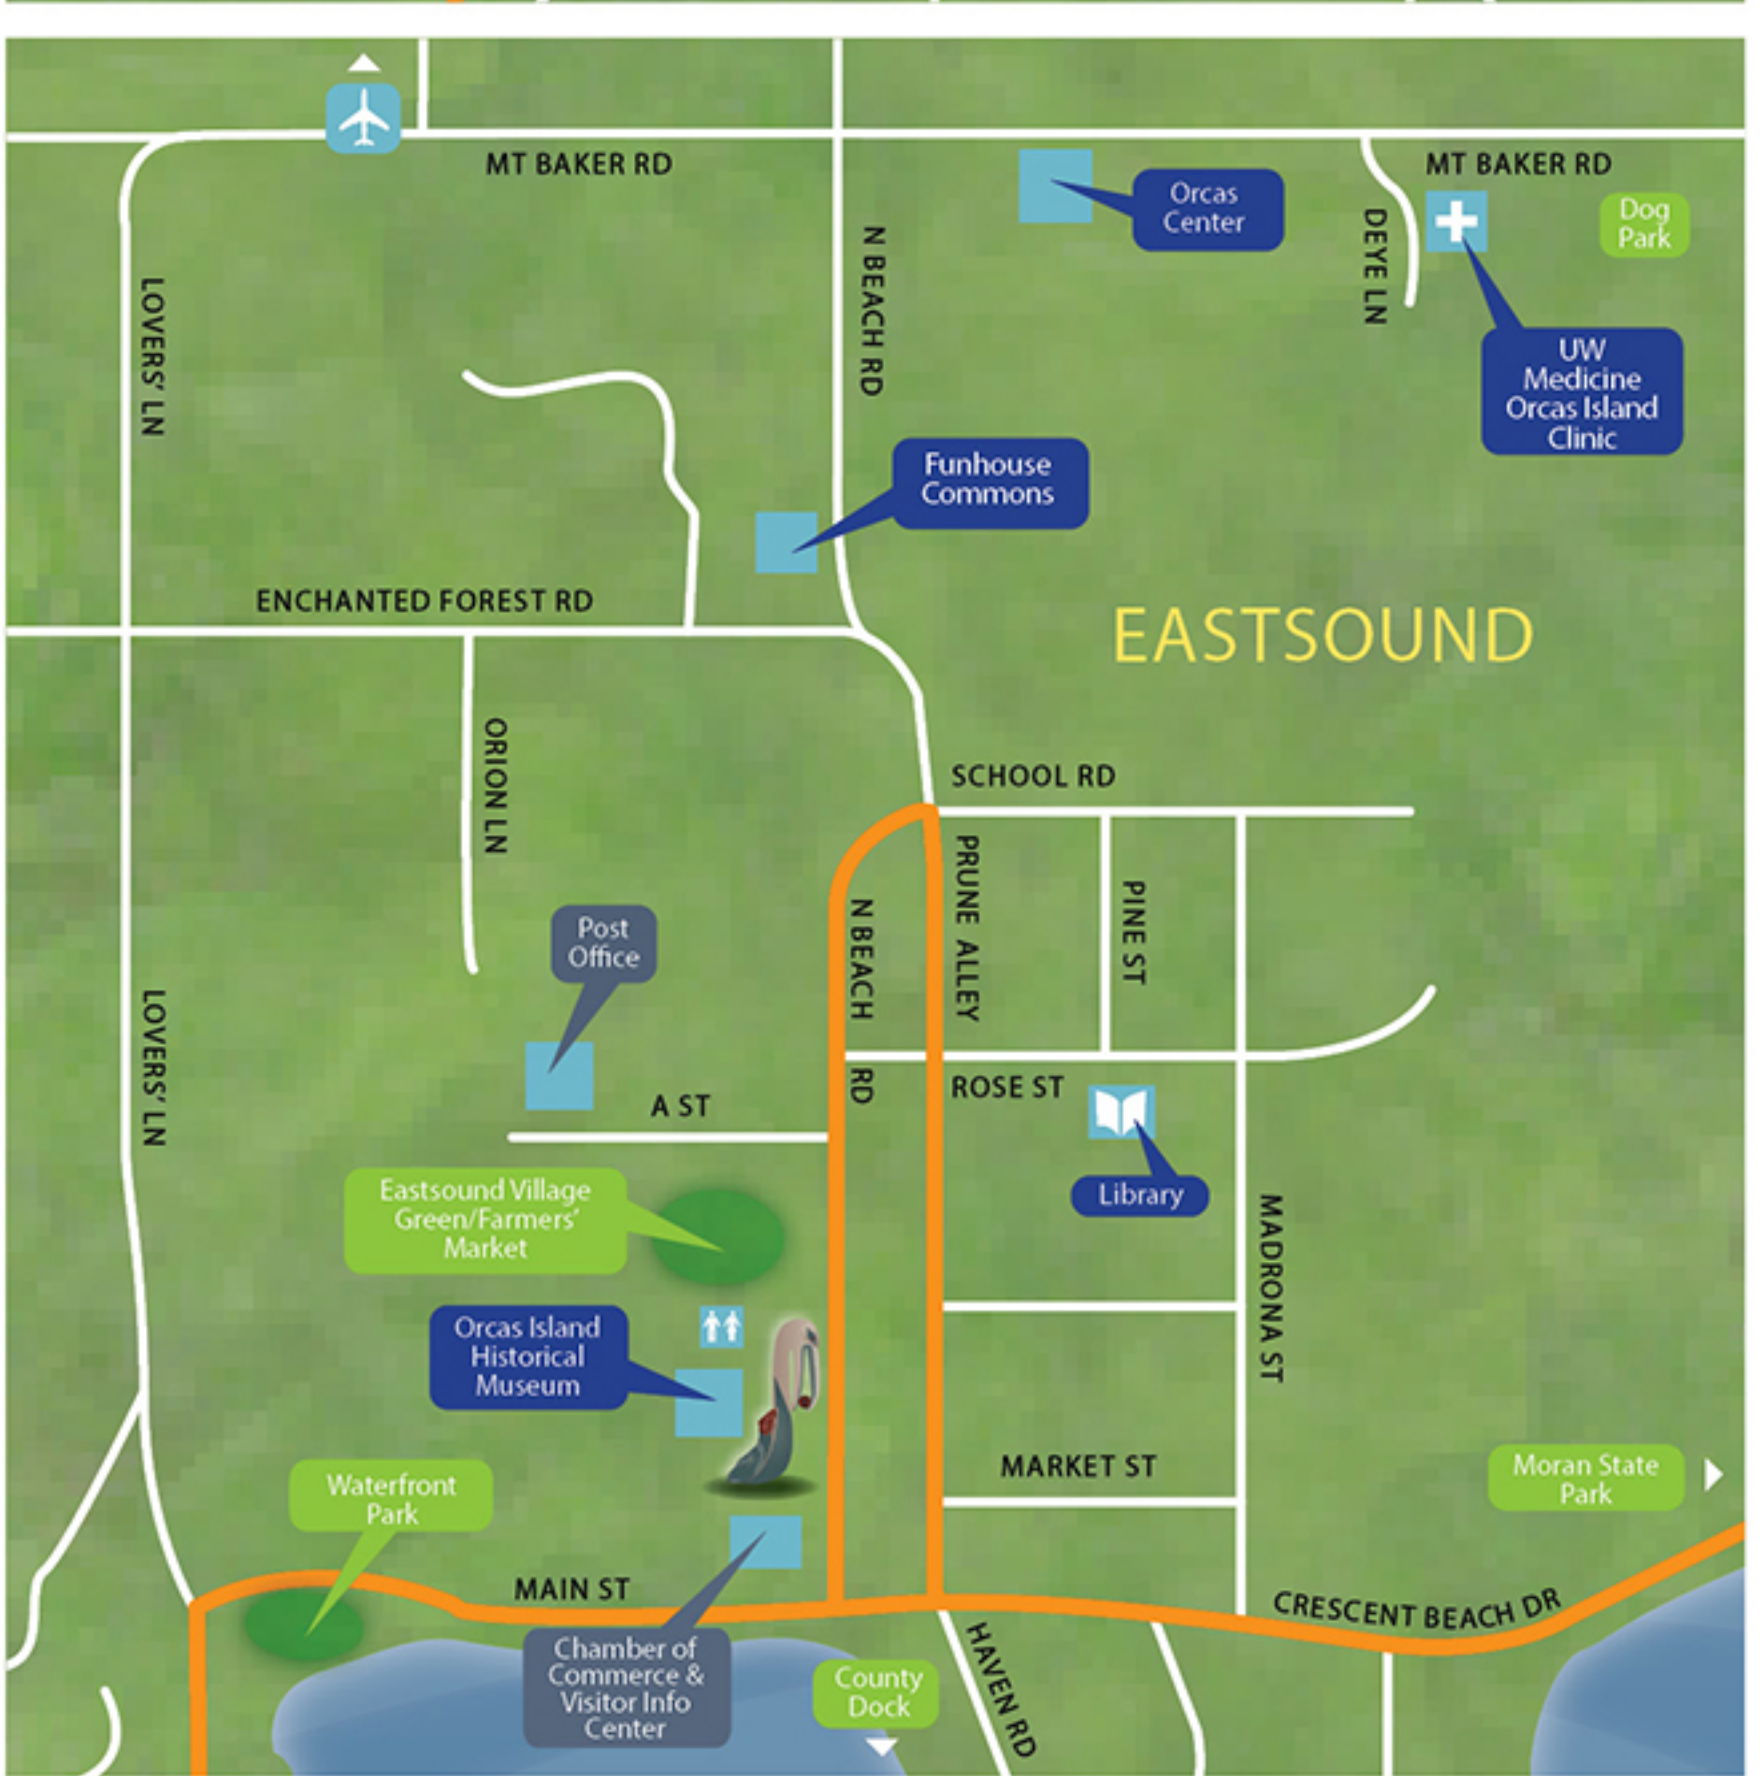 MT BAKER RD
MT BAKER RD
Orcas
Center
Dog
Park
N BEACH RD
DEYE LN
LOVERS' LN
UW
Medicine
Orcas Island
Clinic
Funhouse
Commons
ENCHANTED FOREST RD
EASTSOUND
ORION LN
SCHOOL RD
PRUNE ALLEY
PINE ST
N BEACH RD
Post
Office
LOVERS' LN
A ST
ROSE ST
Library
Eastsound Village
Green/Farmers'
Market
MADRONA ST
Orcas Island
Historical
Museum
MARKET ST
Moran State
Park
Waterfront
Park
MAIN ST
CRESCENT BEACH DR
Chamber of
Commerce &
Visitor Info
Center
County
Dock
HAVEN RD